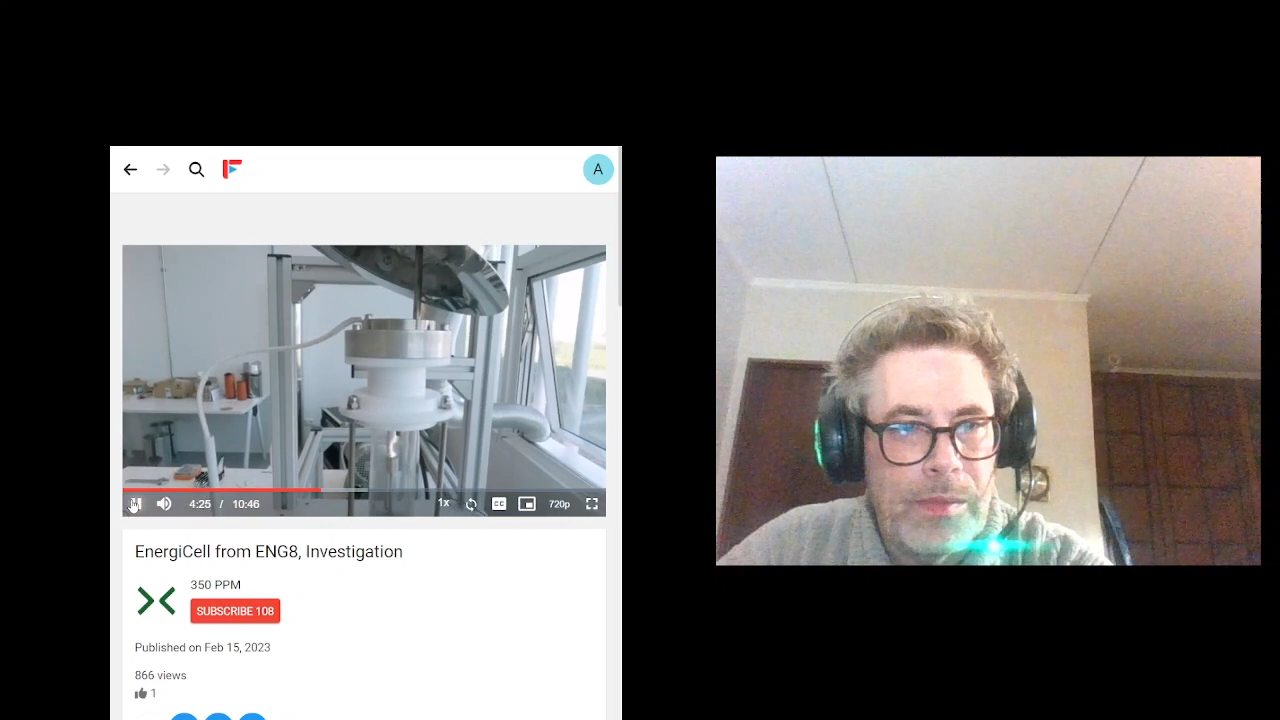 A
4:25 / 10:46
1x
CC
720p
EnergiCell from ENG8, Investigation
350 PPM
SUBSCRIBE 108
Published on Feb 15, 2023
866 views
1